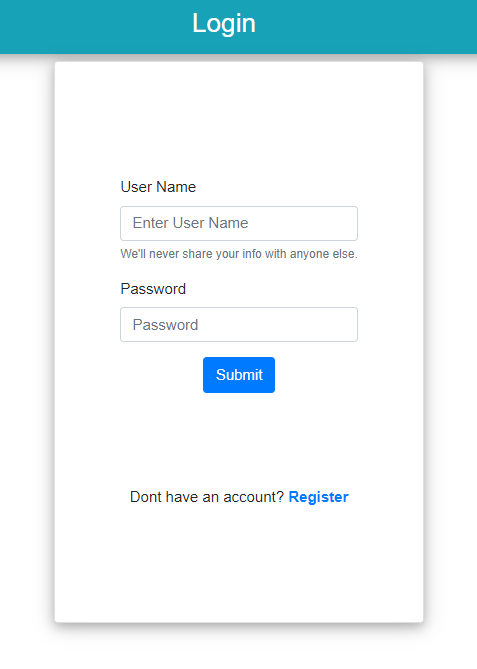 Login
User Name
Enter User Name
We'll never share your info with anyone else.
Password
Password
Submit
Dont have an account? Register